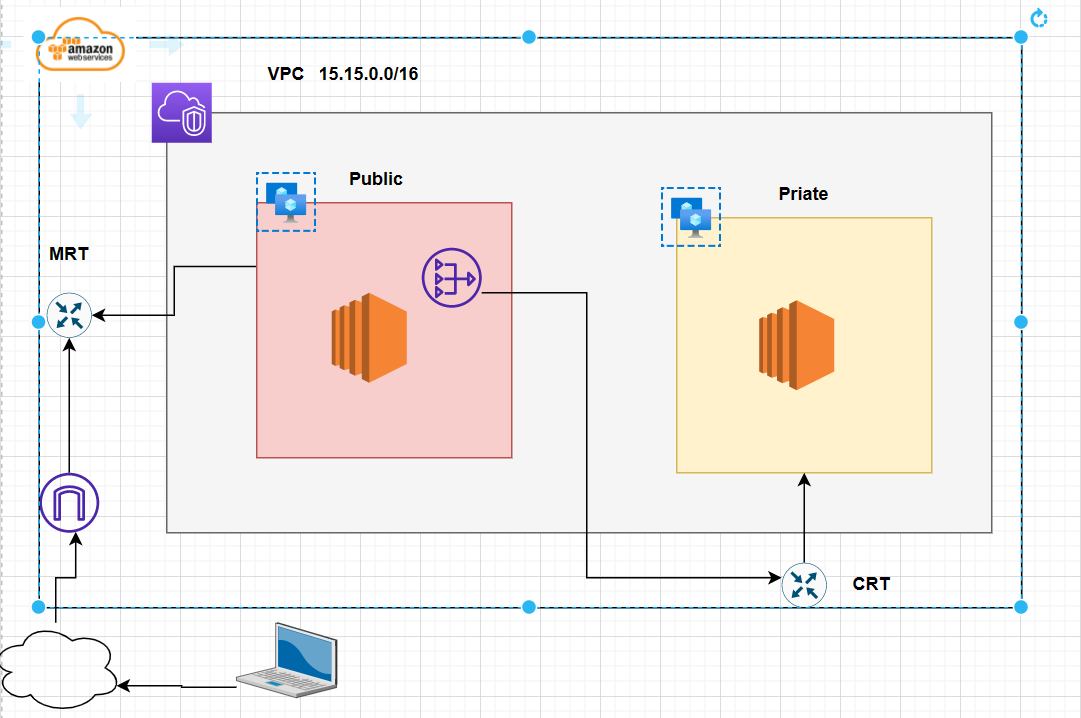 amazon
webservices
VPC 15.15.0.0/16
Public
Priate
MRT
CRT